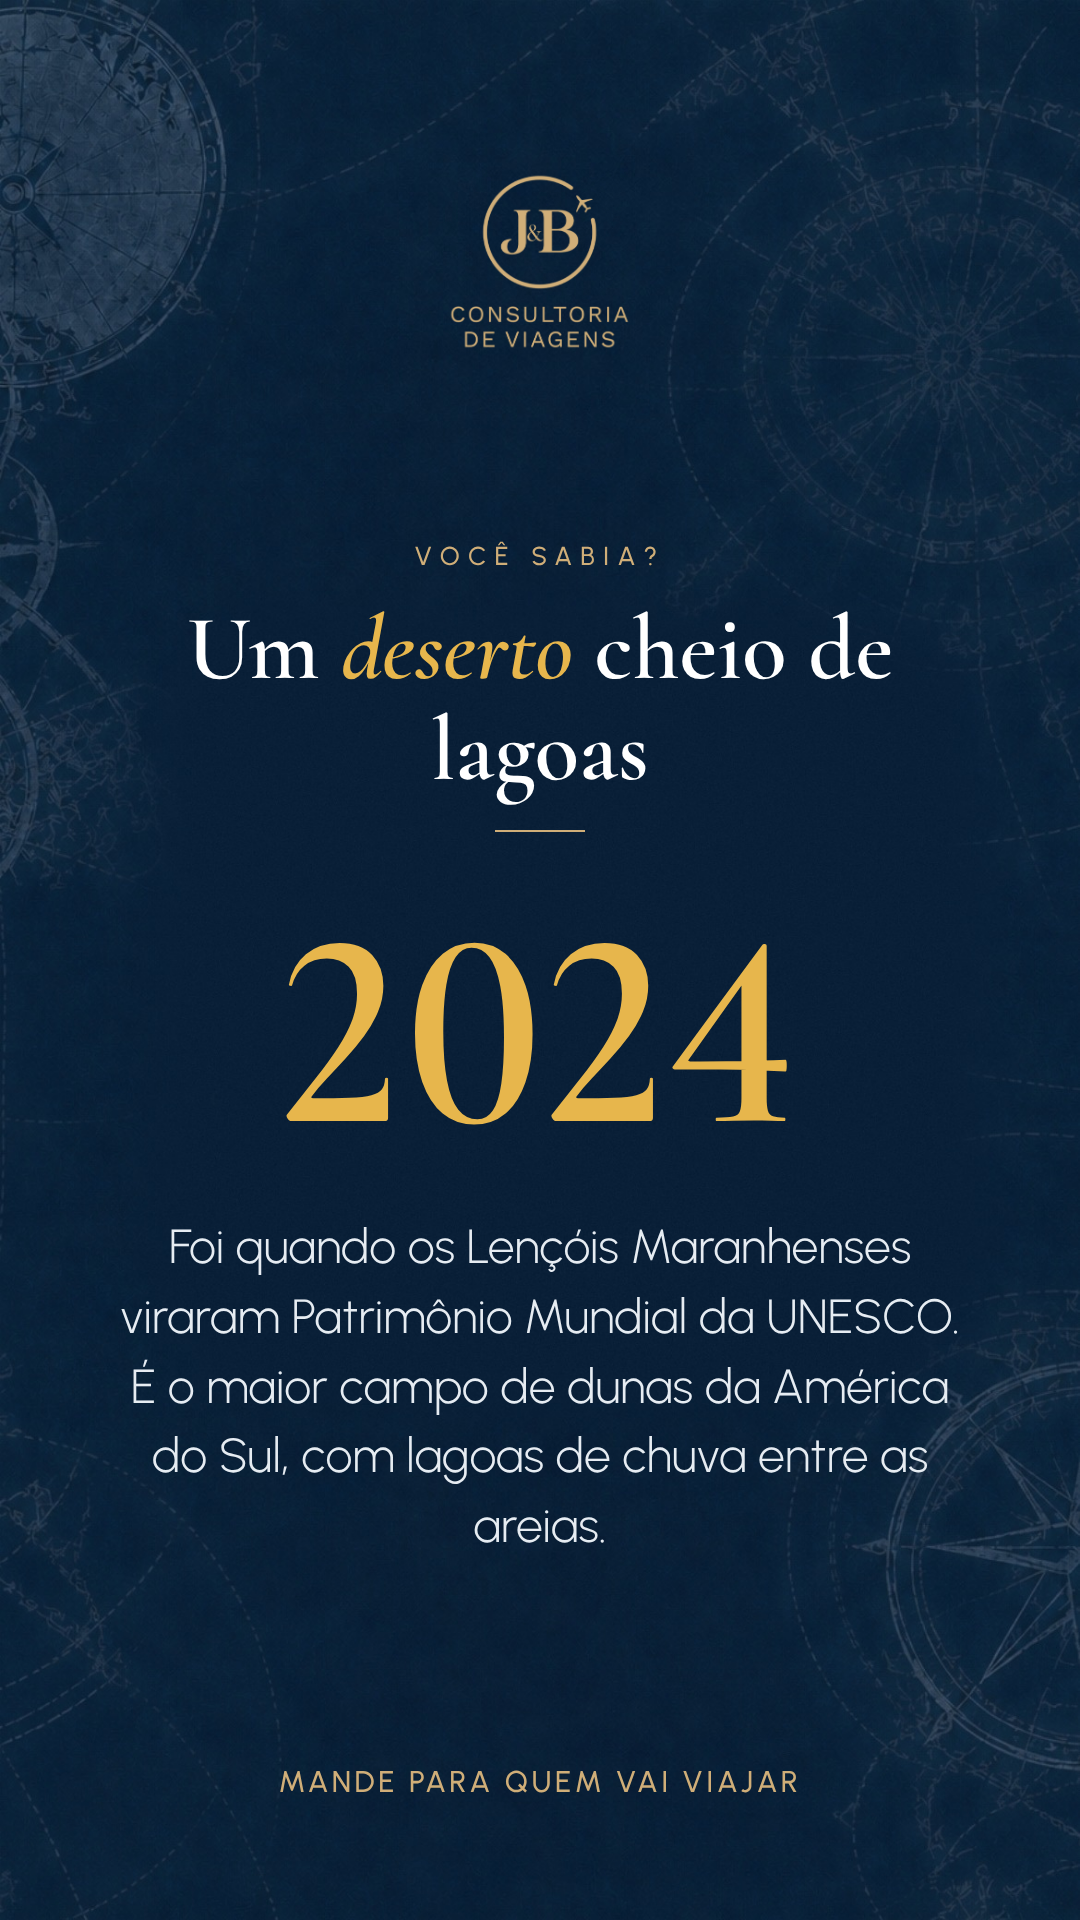 J&B
CONSULTORIA
DE VIAGENS
VOCÊ SABIA?
Um deserto cheio de
lagoas
2024
Foi quando os Lençóis Maranhenses
viraram Patrimônio Mundial da UNESCO.
É o maior campo de dunas da América
do Sul, com lagoas de chuva entre as
areias.
MANDE PARA QUEM VAI VIAJAR